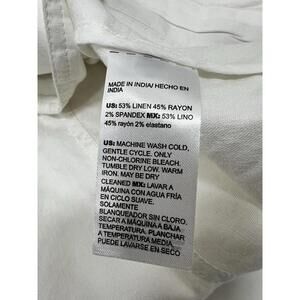 MADE IN INDIA/ HECHO EN
INDIA
US: 53% LINEN 45% RAYON
2% SPANDEX MX: 53% LINO
45% rayón 2% elastano
US: MACHINE WASH COLD,
GENTLE CYCLE. ONLY
NON-CHLORINE BLEACH.
TUMBLE DRY LOW. WARM
IRON. MAY BE DRY
CLEANED MX: LAVAR A
MÁQUINA CON AGUA FRÍA
EN CICLO SUAVE.
SOLAMENTE
BLANQUEADOR SIN CLORO.
SECAR A MÁQUINA A BAJA
TEMPERATURA. PLANCHAR
A TEMPERATURA MEDIA.
PUEDE LAVARSE EN-SECO